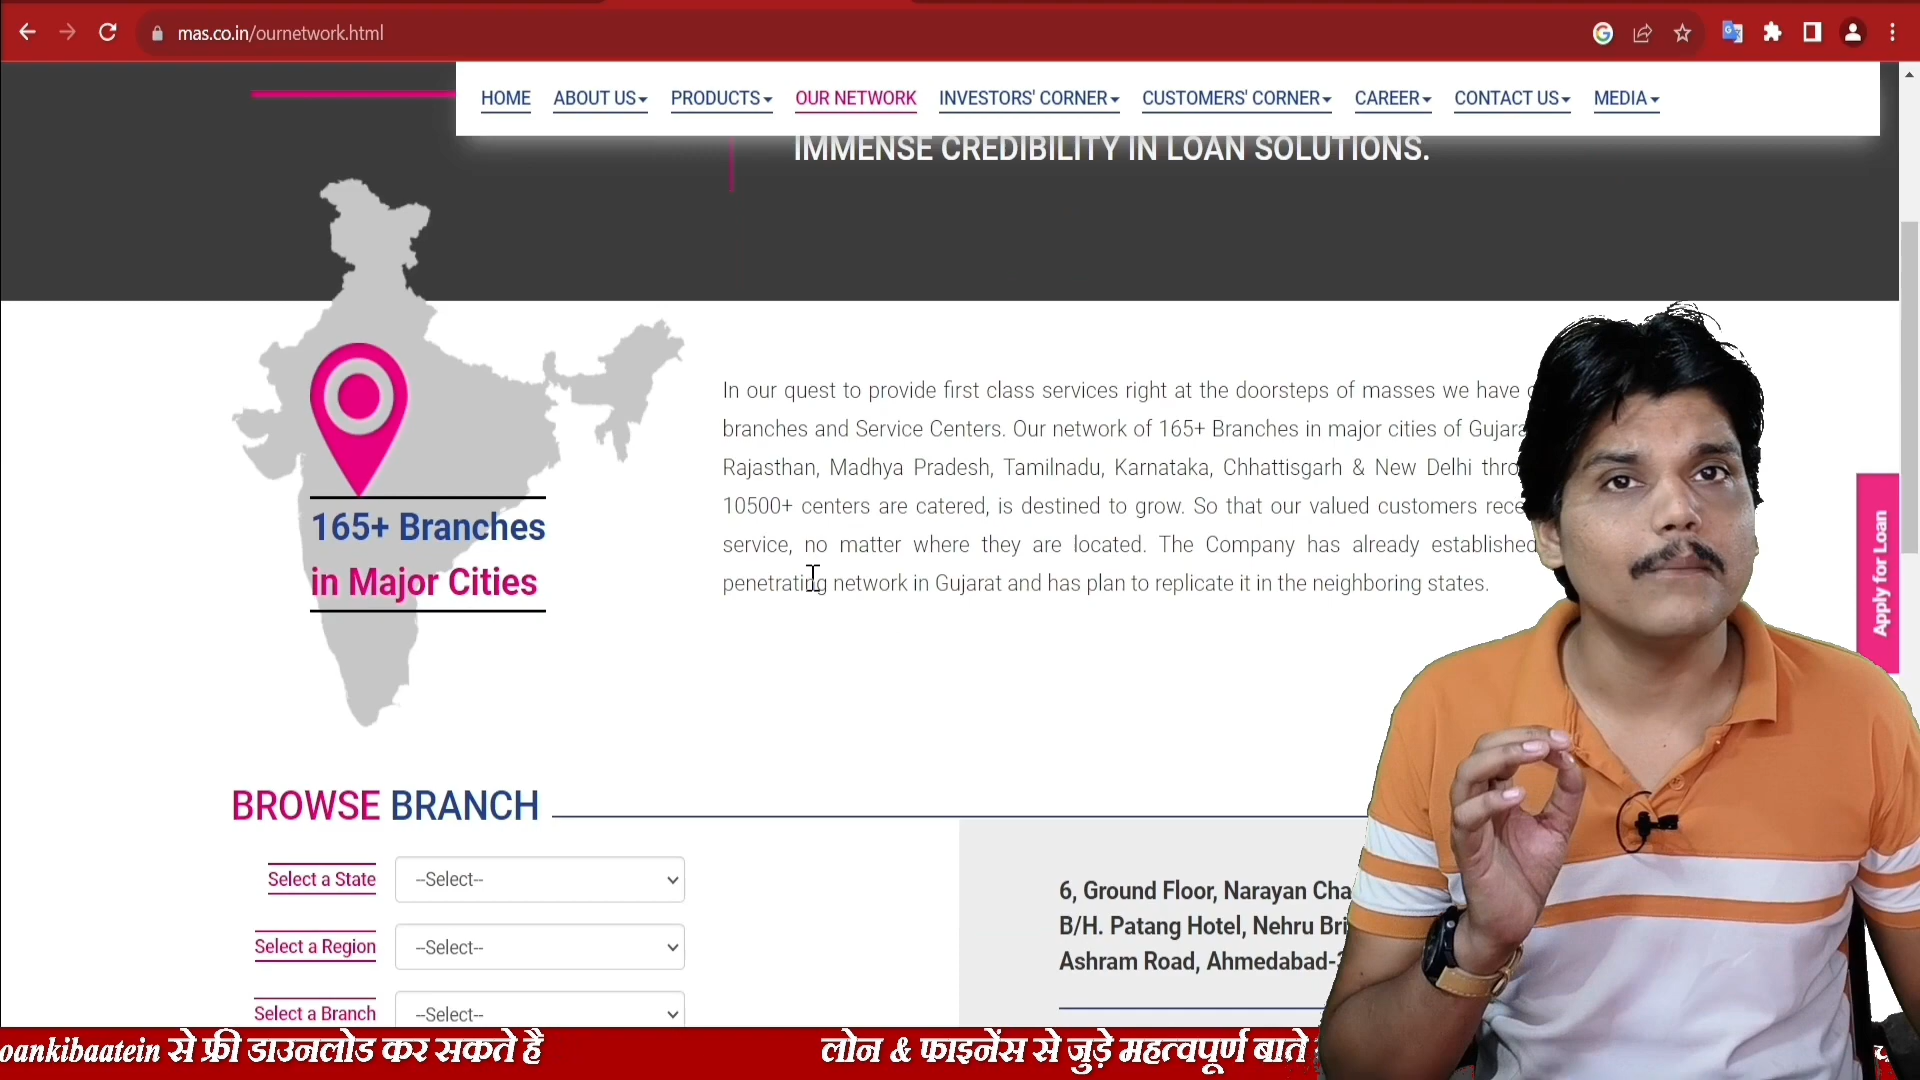 mas.co.in/ournetwork.html
HOME ABOUT US PRODUCTS OUR NETWORK INVESTORS' CORNER CUSTOMERS' CORNER CAREER CONTACT US MEDIA
IMMENSE CREDIBILITY IN LOAN SOLUTIONS.
165+ Branches
in Major Cities
In our quest to provide first class services right at the doorsteps of masses we have
branches and Service Centers. Our network of 165+ Branches in major cities of
Rajasthan, Madhya Pradesh, Tamilnadu, Karnataka, Chhattisgarh & New Delhi
10500+ centers are catered, is destined to grow. So that our valued customers
service, no matter where they are located. The Company has already established
penetrating network in Gujarat and has plan to replicate it in the neighboring states.
Apply for Loan
BROWSE BRANCH
Select a State --Select--
Select a Region --Select--
Select a Branch --Select--
6, Ground Floor, Narayan
B/H. Patang Hotel, Nehru
Ashram Road, Ahmedabad-
oankibaatein से फ्री डाउनलोड कर सकते हैं
लोन & फाइनेंस से जुड़े महत्वपूर्ण बाते